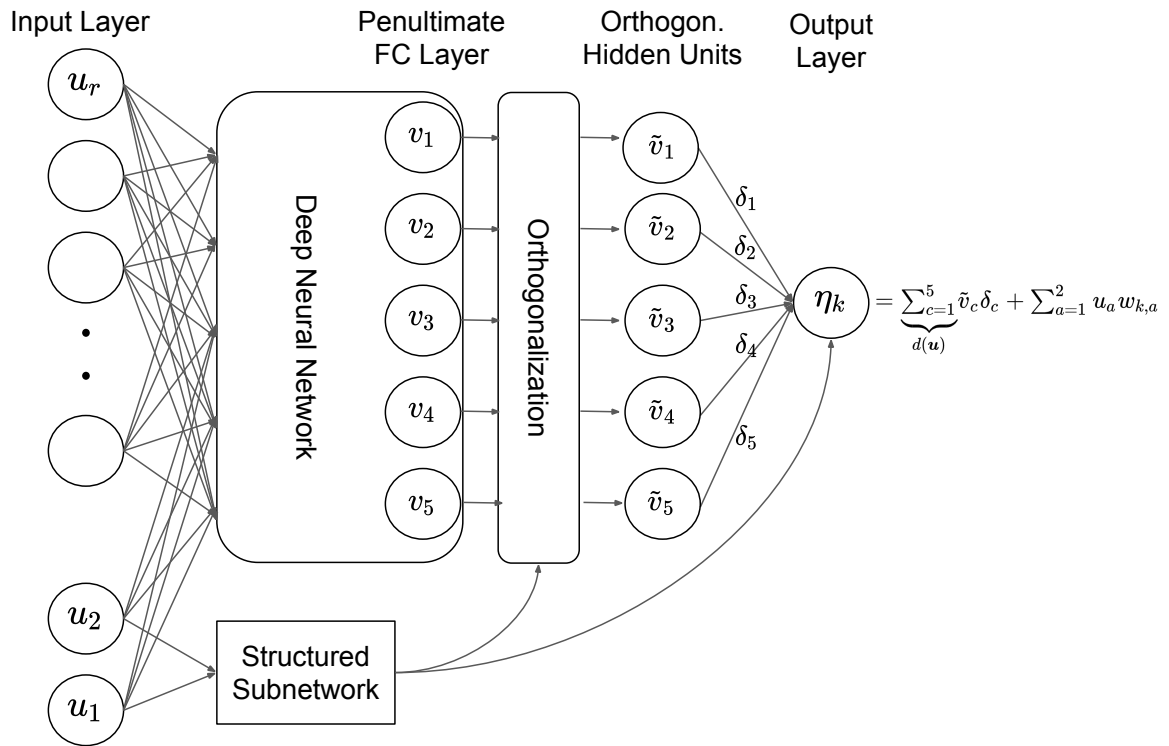 Input Layer
Penultimate
FC Layer
Orthogon.
Hidden Units
Output
Layer
u_r
u_2
u_1
Deep Neural Network
v_1
v_2
v_3
v_4
v_5
Orthogonalization
ṽ_1
ṽ_2
ṽ_3
ṽ_4
ṽ_5
δ_1
δ_2
δ_3
δ_4
δ_5
η_k
= ∑_{c=1}^{5} ṽ_c δ_c + ∑_{a=1}^{2} u_a w_{k,a}
d(u)
Structured
Subnetwork